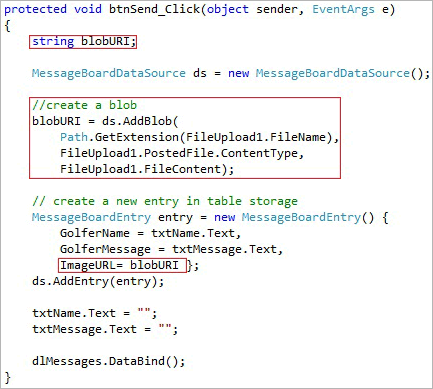 protected void btnSend_Click(object sender, EventArgs e)
{
string blobURI;
MessageBoardDataSource ds = new MessageBoardDataSource();
//create a blob
blobURI = ds.AddBlob(
Path.GetExtension(FileUpload1.FileName),
FileUpload1.PostedFile.ContentType,
FileUpload1.FileContent);
// create a new entry in table storage
MessageBoardEntry entry = new MessageBoardEntry() {
GolferName = txtName.Text,
GolferMessage = txtMessage.Text,
ImageURL= blobURI };
ds.AddEntry(entry);
txtName.Text = "";
txtMessage.Text = "";
dlMessages.DataBind();
}